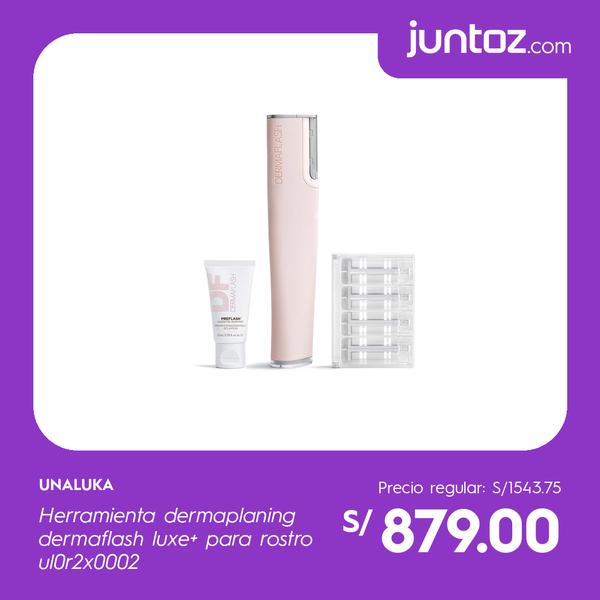 juntoz.com
DERMAFLASH
DF
DERMAFLASH
PREFLASH
UNALUKA
Herramienta dermaplaning
dermaflash luxe+ para rostro
ul0r2x0002
Precio regular: S/1543.75
S/879.00